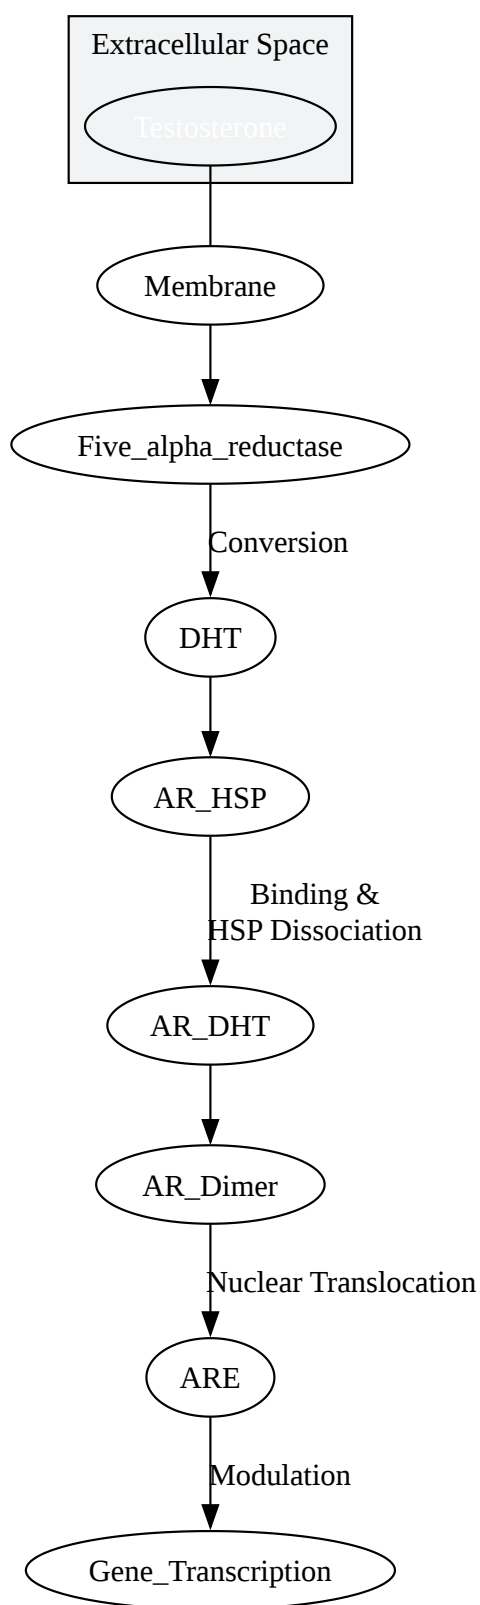 Extracellular Space
Testosterone
Membrane
Five_alpha_reductase
Conversion
DHT
AR_HSP
Binding &
HSP Dissociation
AR_DHT
AR_Dimer
Nuclear Translocation
ARE
Modulation
Gene_Transcription